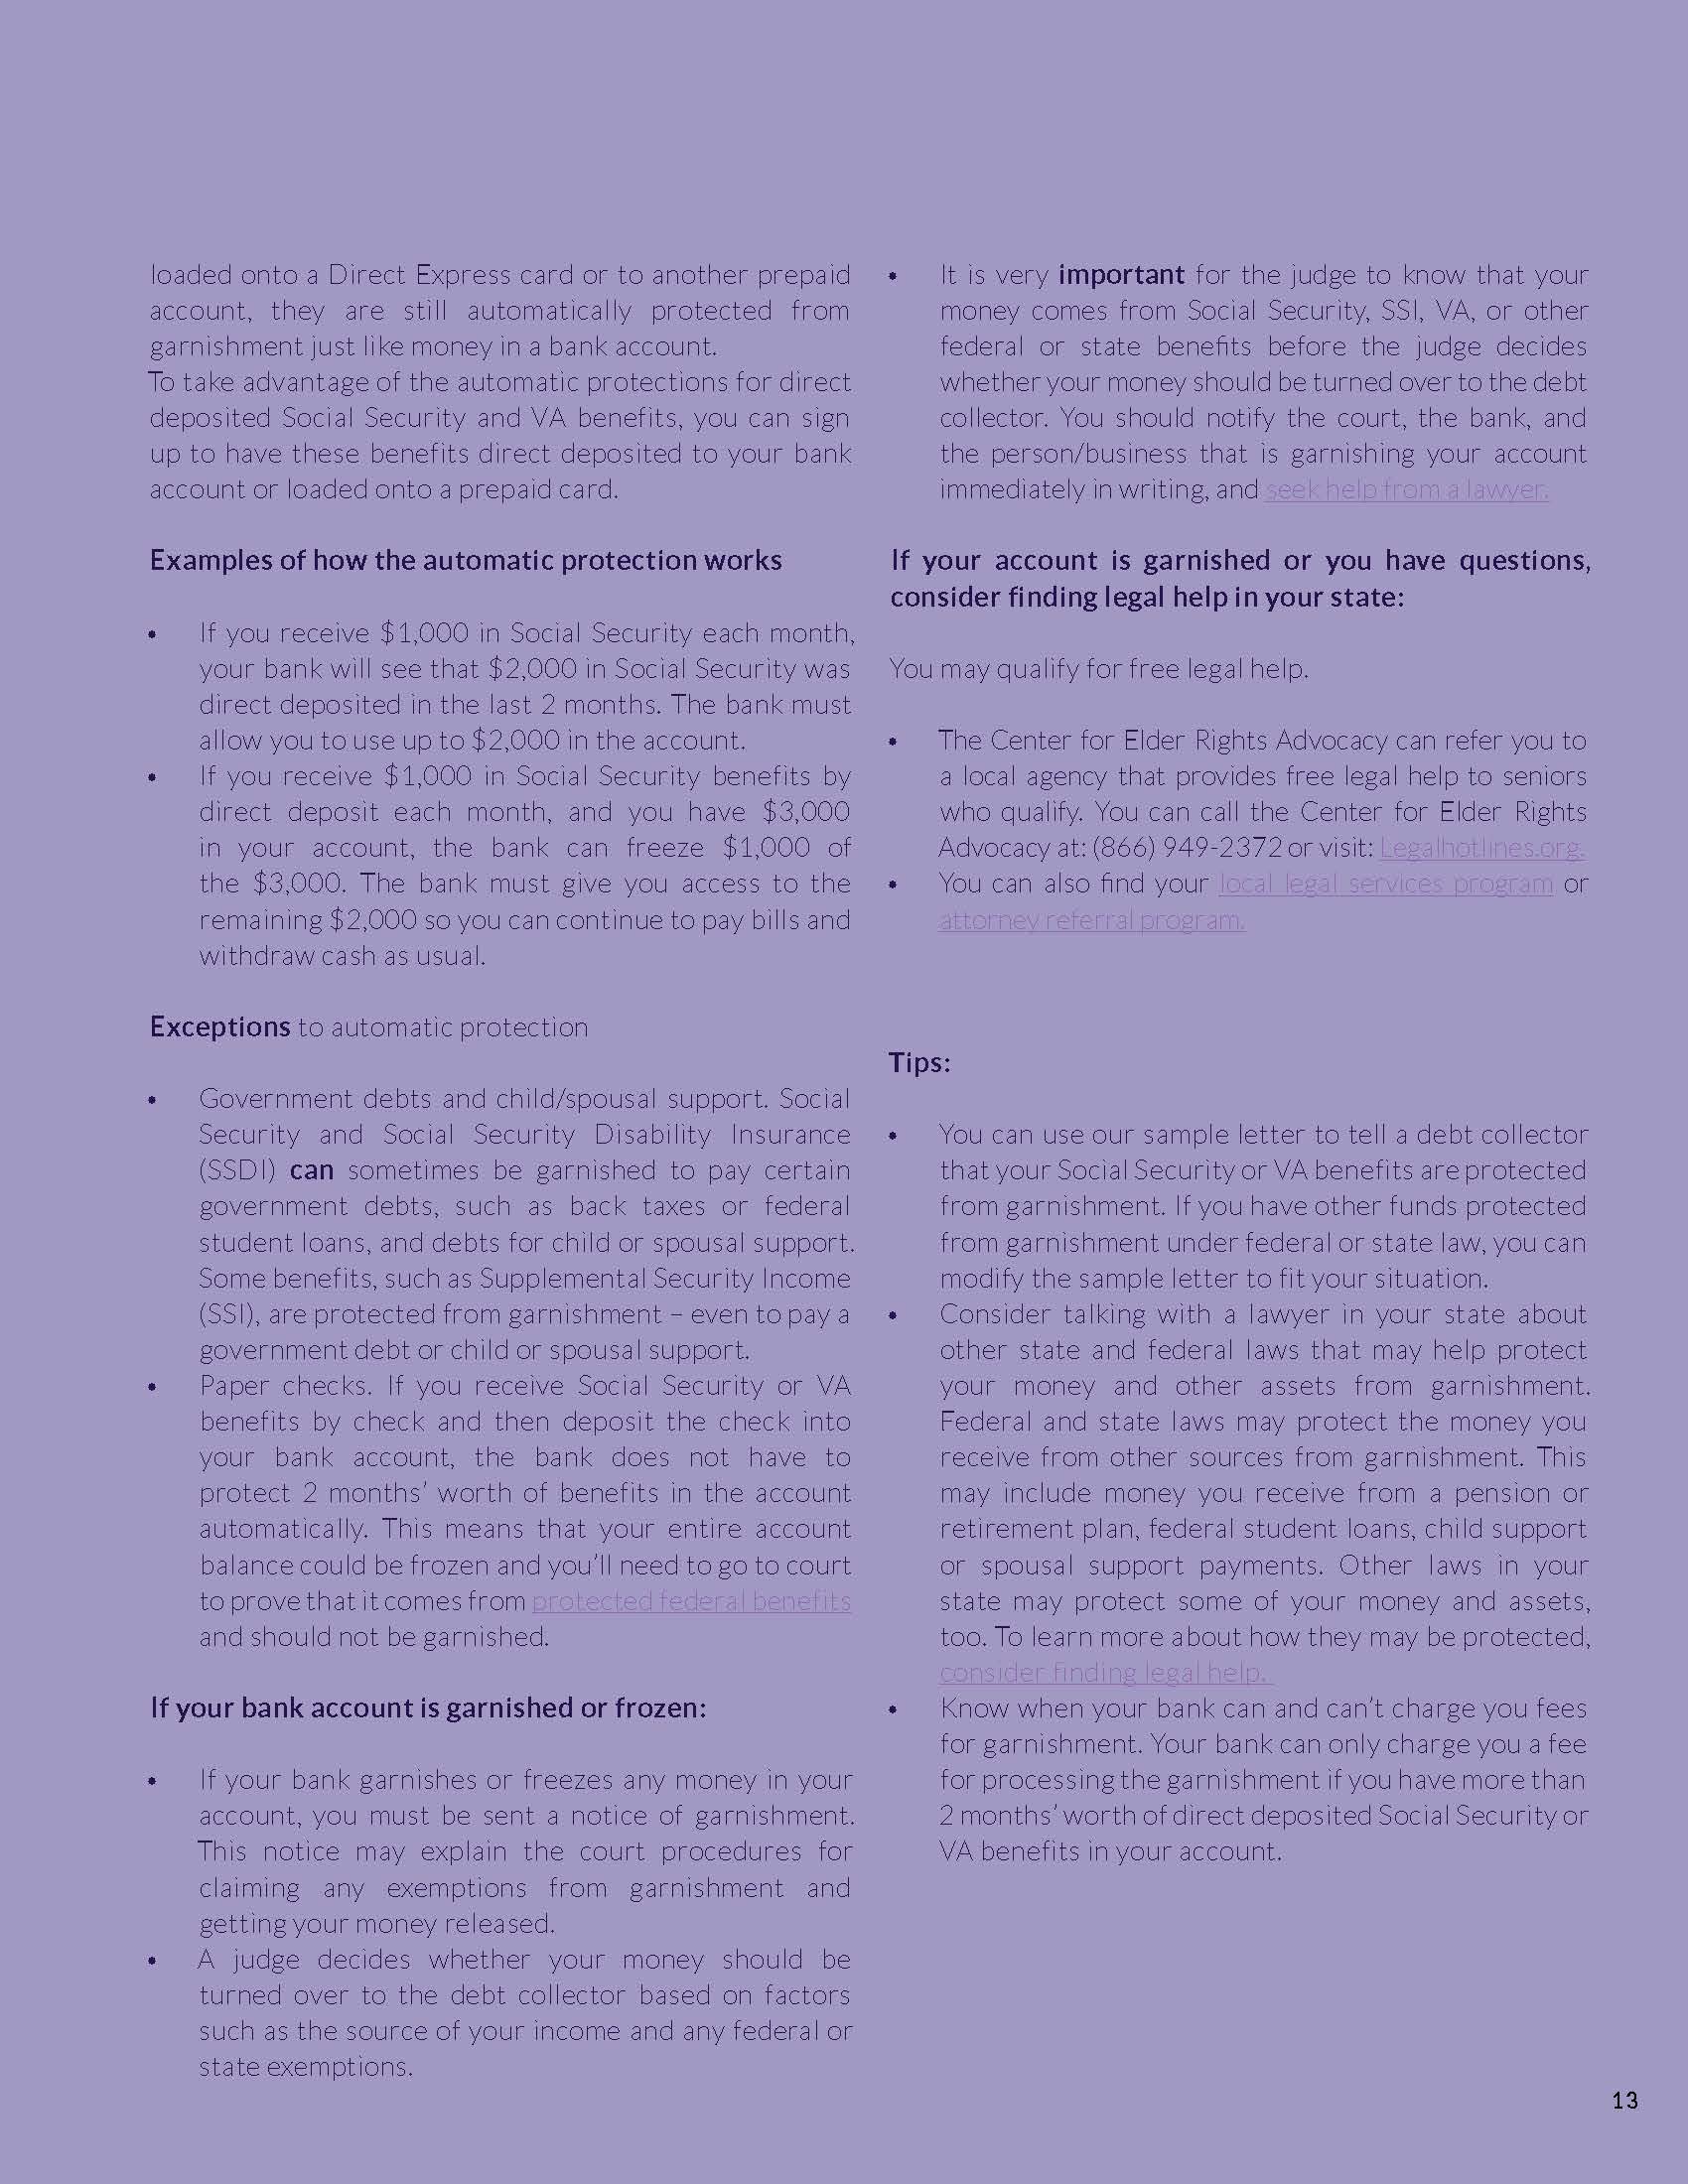 loaded onto a Direct Express card or to another prepaid
account, they are still automatically protected from
garnishment just like money in a bank account.
To take advantage of the automatic protections for direct
deposited Social Security and VA benefits, you can sign
up to have these benefits direct deposited to your bank
account or loaded onto a prepaid card.
Examples of how the automatic protection works
• If you receive $1,000 in Social Security each month,
your bank will see that $2,000 in Social Security was
direct deposited in the last 2 months. The bank must
allow you to use up to $2,000 in the account.
• If you receive $1,000 in Social Security benefits by
direct deposit each month, and you have $3,000
in your account, the bank can freeze $1,000 of
the $3,000. The bank must give you access to the
remaining $2,000 so you can continue to pay bills and
withdraw cash as usual.
Exceptions to automatic protection
• Government debts and child/spousal support. Social
Security and Social Security Disability Insurance
(SSDI) can sometimes be garnished to pay certain
government debts, such as back taxes or federal
student loans, and debts for child or spousal support.
Some benefits, such as Supplemental Security Income
(SSI), are protected from garnishment – even to pay a
government debt or child or spousal support.
• Paper checks. If you receive Social Security or VA
benefits by check and then deposit the check into
your bank account, the bank does not have to
protect 2 months’ worth of benefits in the account
automatically. This means that your entire account
balance could be frozen and you’ll need to go to court
to prove that it comes from protected federal benefits
and should not be garnished.
If your bank account is garnished or frozen:
• If your bank garnishes or freezes any money in your
account, you must be sent a notice of garnishment.
This notice may explain the court procedures for
claiming any exemptions from garnishment and
getting your money released.
• A judge decides whether your money should be
turned over to the debt collector based on factors
such as the source of your income and any federal or
state exemptions.
• It is very important for the judge to know that your
money comes from Social Security, SSI, VA, or other
federal or state benefits before the judge decides
whether your money should be turned over to the debt
collector. You should notify the court, the bank, and
the person/business that is garnishing your account
immediately in writing, and seek help from a lawyer.
If your account is garnished or you have questions,
consider finding legal help in your state:
You may qualify for free legal help.
• The Center for Elder Rights Advocacy can refer you to
a local agency that provides free legal help to seniors
who qualify. You can call the Center for Elder Rights
Advocacy at: (866) 949-2372 or visit: Legalhotlines.org.
• You can also find your local legal services program or
attorney referral program.
Tips:
• You can use our sample letter to tell a debt collector
that your Social Security or VA benefits are protected
from garnishment. If you have other funds protected
from garnishment under federal or state law, you can
modify the sample letter to fit your situation.
• Consider talking with a lawyer in your state about
other state and federal laws that may help protect
your money and other assets from garnishment.
Federal and state laws may protect the money you
receive from other sources from garnishment. This
may include money you receive from a pension or
retirement plan, federal student loans, child support
or spousal support payments. Other laws in your
state may protect some of your money and assets,
too. To learn more about how they may be protected,
consider finding legal help.
• Know when your bank can and can’t charge you fees
for garnishment. Your bank can only charge you a fee
for processing the garnishment if you have more than
2 months’ worth of direct deposited Social Security or
VA benefits in your account.
13